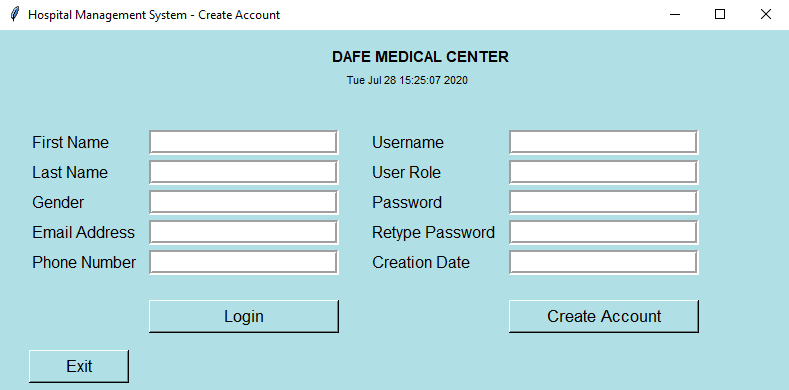 Hospital Management System - Create Account
DAFE MEDICAL CENTER
Tue Jul 28 15:25:07 2020
First Name
Username
Last Name
User Role
Gender
Password
Email Address
Retype Password
Phone Number
Creation Date
Login
Create Account
Exit